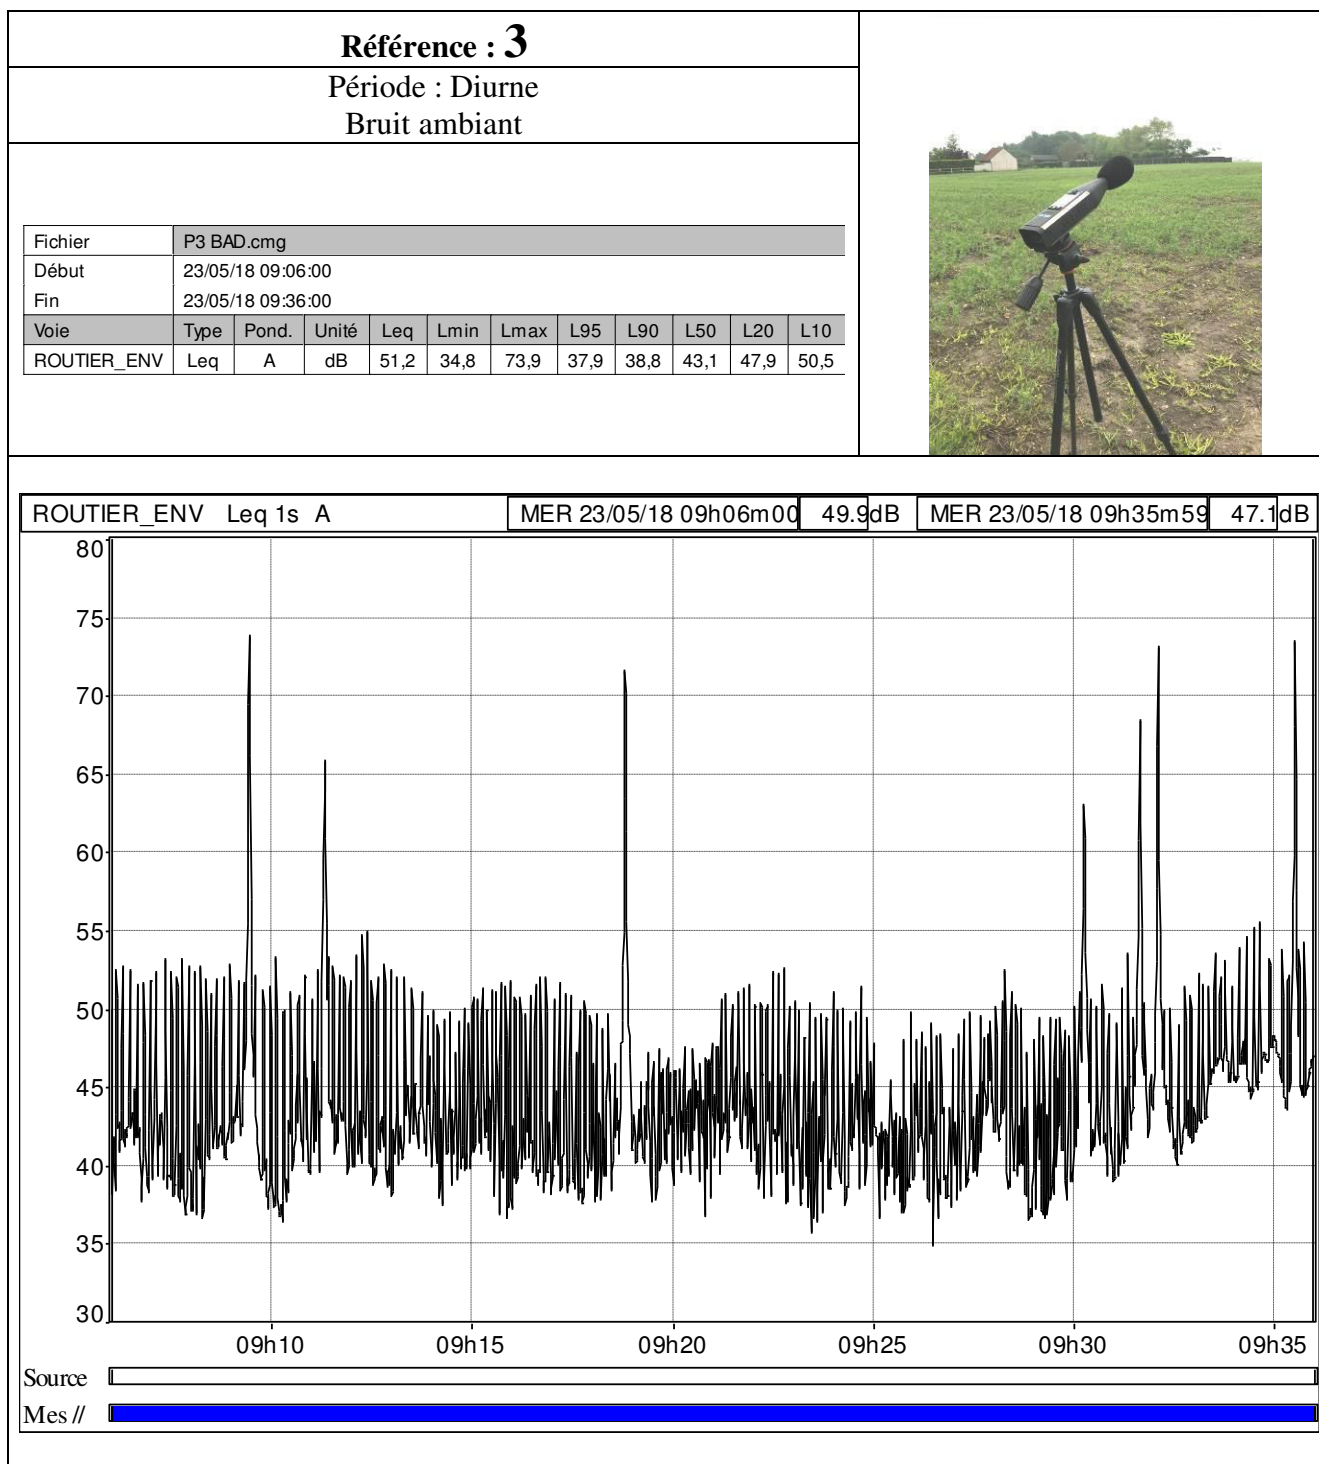 Référence : 3
Période : Diurne
Bruit ambiant
Fichier P3 BAD.cmg
Début 23/05/18 09:06:00
Fin 23/05/18 09:36:00
Voie Type Pond. Unité Leq Lmin Lmax L95 L90 L50 L20 L10
ROUTIER_ENV Leq A dB 51,2 34,8 73,9 37,9 38,8 43,1 47,9 50,5
ROUTIER_ENV Leq 1s A MER 23/05/18 09h06m00 49.9dB MER 23/05/18 09h35m59 47.1dB
80
75
70
65
60
55
50
45
40
35
30
09h10 09h15 09h20 09h25 09h30 09h35
Source
Mes //